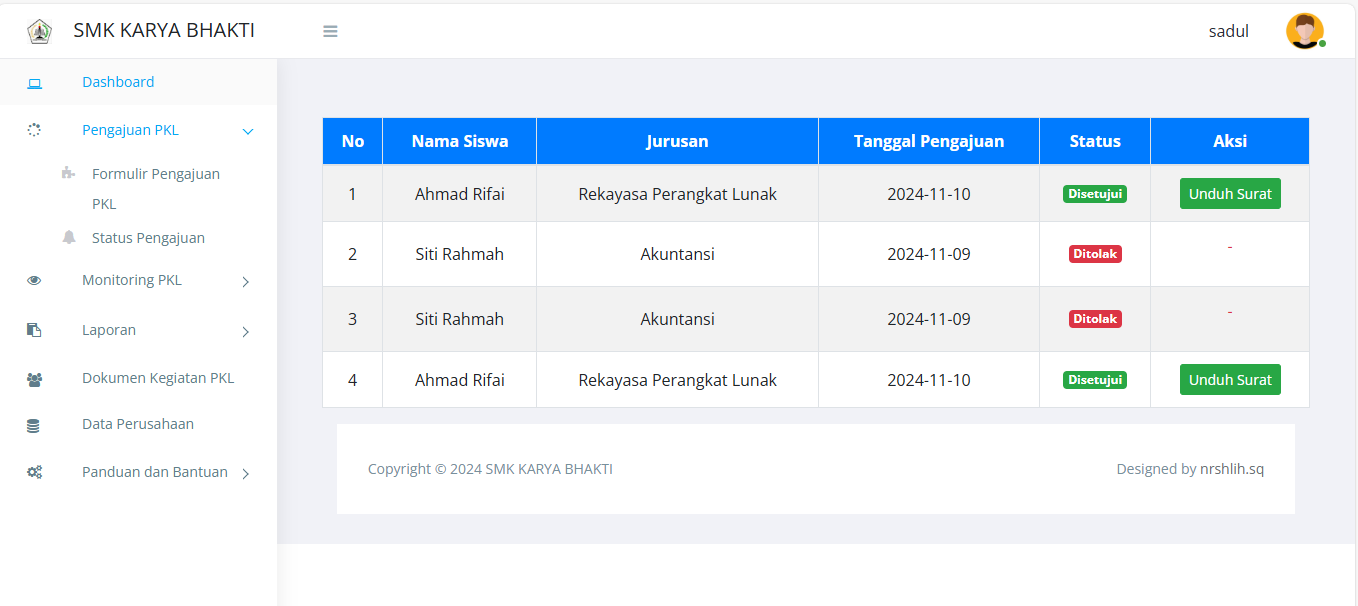 SMK KARYA BHAKTI
sadul
Dashboard
Pengajuan PKL
Formulir Pengajuan
PKL
Status Pengajuan
Monitoring PKL
Laporan
Dokumen Kegiatan PKL
Data Perusahaan
Panduan dan Bantuan
No Nama Siswa Jurusan Tanggal Pengajuan Status Aksi
1 Ahmad Rifai Rekayasa Perangkat Lunak 2024-11-10 Disetujui Unduh Surat
2 Siti Rahmah Akuntansi 2024-11-09 Ditolak -
3 Siti Rahmah Akuntansi 2024-11-09 Ditolak -
4 Ahmad Rifai Rekayasa Perangkat Lunak 2024-11-10 Disetujui Unduh Surat
Copyright © 2024 SMK KARYA BHAKTI
Designed by nrshlih.sq